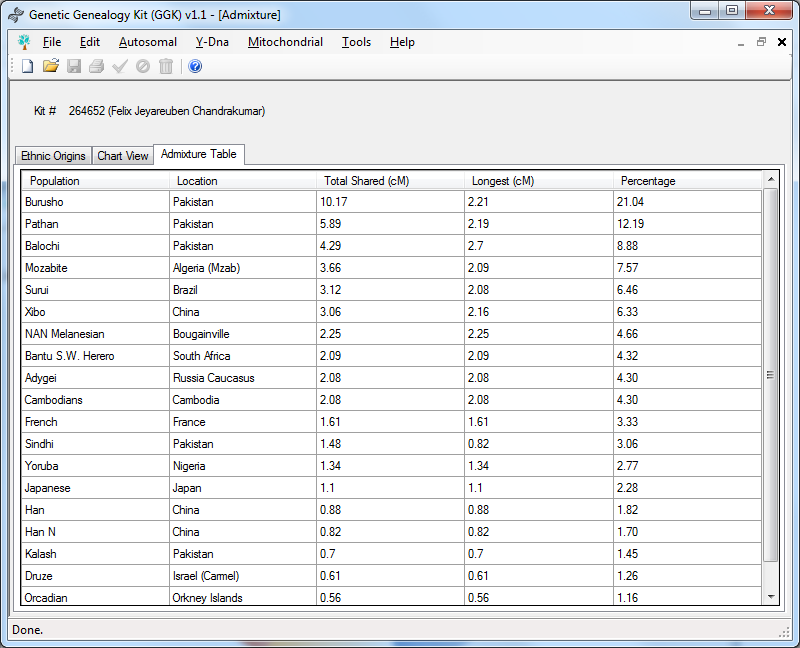 Genetic Genealogy Kit (GGK) v1.1 - [Admixture]
File Edit Autosomal Y-Dna Mitochondrial Tools Help
Kit # 264652 (Felix Jeyareuben Chandrakumar)
Ethnic Origins Chart View Admixture Table
Population Location Total Shared (cM) Longest (cM) Percentage
Burusho Pakistan 10.17 2.21 21.04
Pathan Pakistan 5.89 2.19 12.19
Balochi Pakistan 4.29 2.7 8.88
Mozabite Algeria (Mzab) 3.66 2.09 7.57
Surui Brazil 3.12 2.08 6.46
Xibo China 3.06 2.16 6.33
NAN Melanesian Bougainville 2.25 2.25 4.66
Bantu S.W. Herero South Africa 2.09 2.09 4.32
Adygei Russia Caucasus 2.08 2.08 4.30
Cambodians Cambodia 2.08 2.08 4.30
French France 1.61 1.61 3.33
Sindhi Pakistan 1.48 0.82 3.06
Yoruba Nigeria 1.34 1.34 2.77
Japanese Japan 1.1 1.1 2.28
Han China 0.88 0.88 1.82
Han N China 0.82 0.82 1.70
Kalash Pakistan 0.7 0.7 1.45
Druze Israel (Carmel) 0.61 0.61 1.26
Orcadian Orkney Islands 0.56 0.56 1.16
Done.